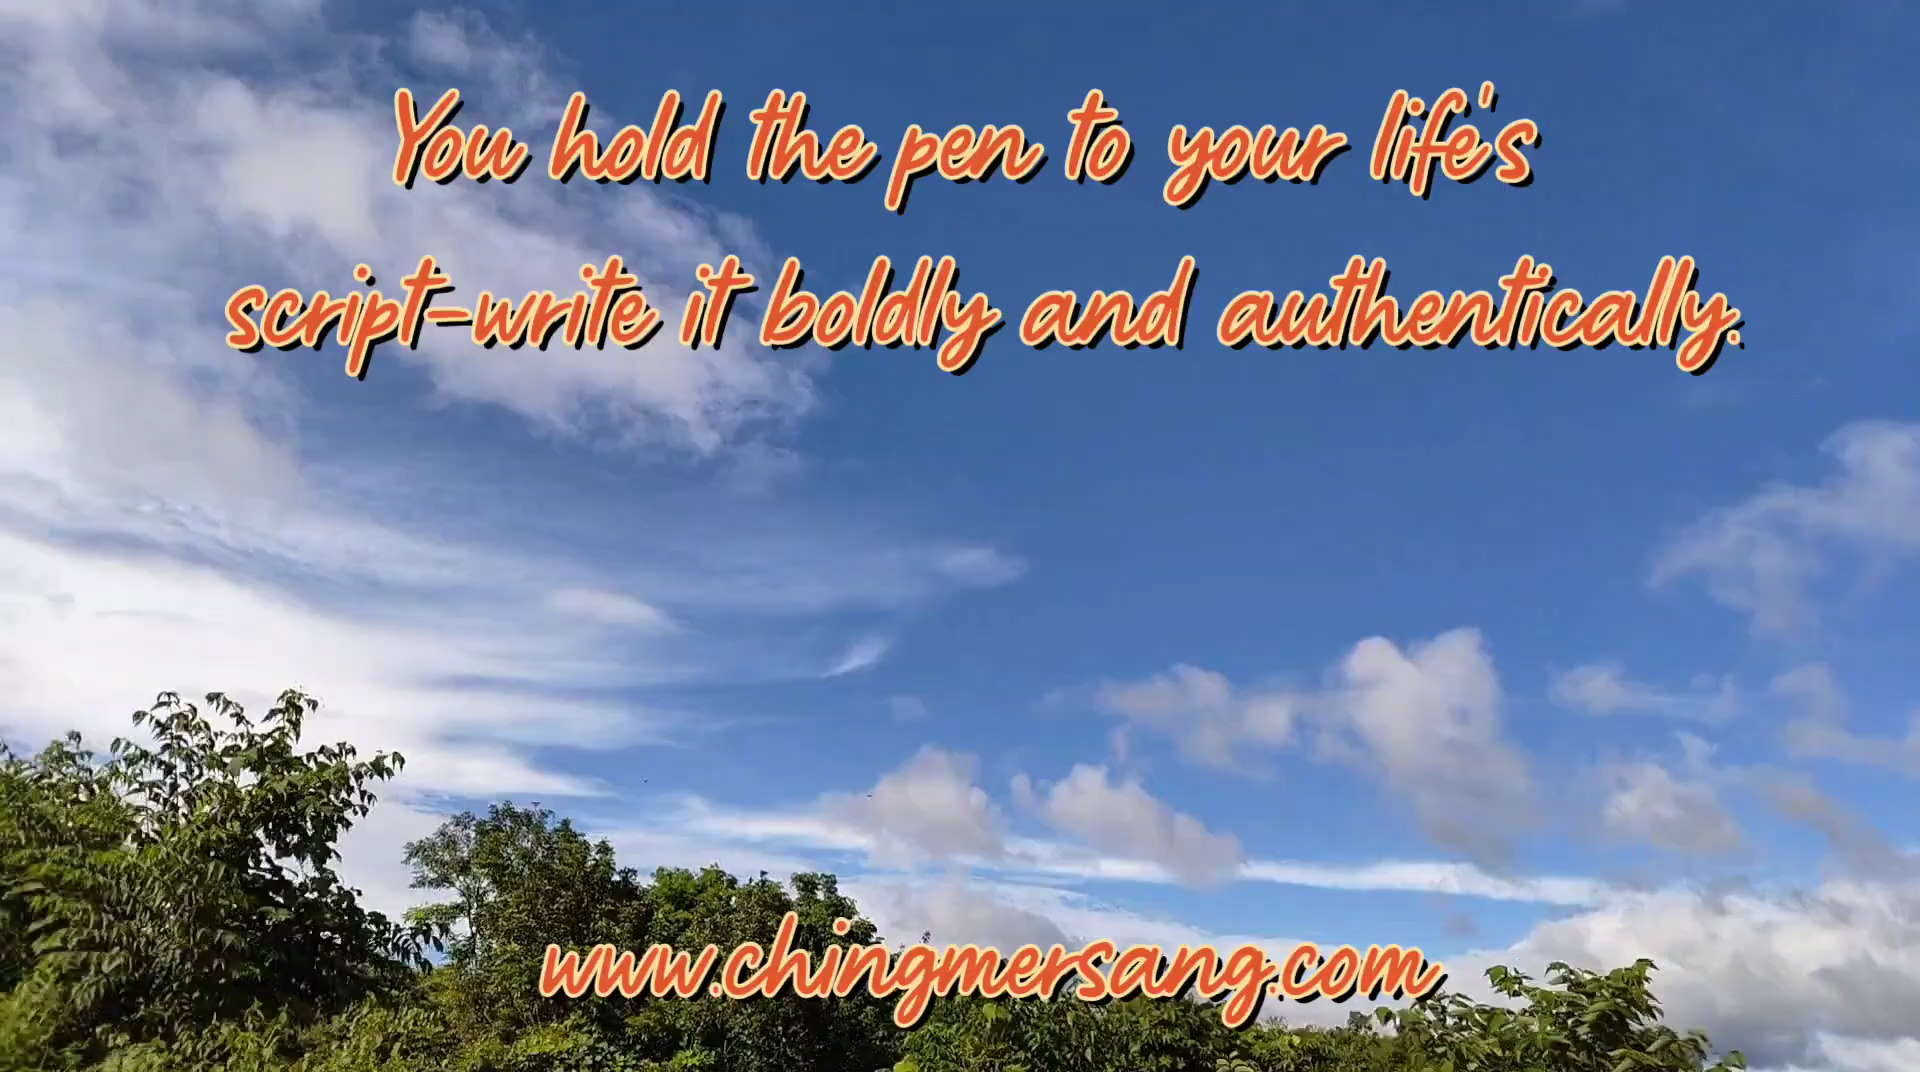 You hold the pen to your life's
script-write it boldly and authentically.
www.chingmersang.com